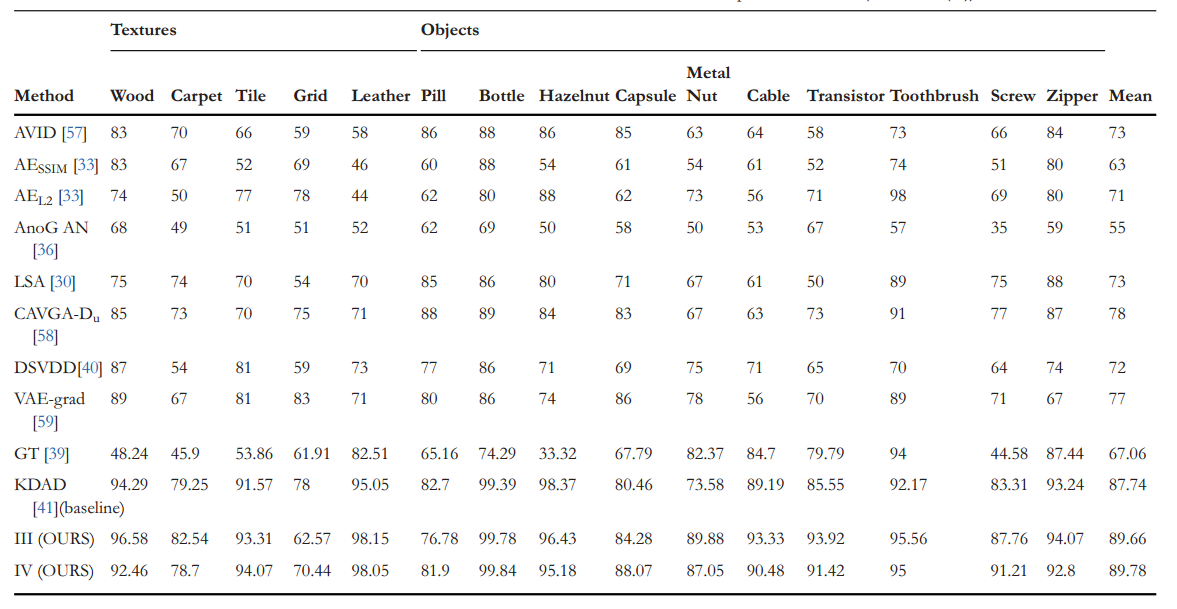 Textures Objects
Metal
Method Wood Carpet Tile Grid Leather Pill Bottle Hazelnut Capsule Nut Cable Transistor Toothbrush Screw Zipper Mean
AVID [57] 83 70 66 59 58 86 88 86 85 63 64 58 73 66 84 73
AESSIM [33] 83 67 52 69 46 60 88 54 61 54 61 52 74 51 80 63
AEL2 [33] 74 50 77 78 44 62 80 88 62 73 56 71 98 69 80 71
AnoG AN 68 49 51 51 52 62 69 50 58 50 53 67 57 35 59 55
[36]
LSA [30] 75 74 70 54 70 85 86 80 71 67 61 50 89 75 88 73
CAVGA-Du 85 73 70 75 71 88 89 84 83 67 63 73 91 77 87 78
[58]
DSVDD[40] 87 54 81 59 73 77 86 71 69 75 71 65 70 64 74 72
VAE-grad 89 67 81 83 71 80 86 74 86 78 56 70 89 71 67 77
[59]
GT [39] 48.24 45.9 53.86 61.91 82.51 65.16 74.29 33.32 67.79 82.37 84.7 79.79 94 44.58 87.44 67.06
KDAD 94.29 79.25 91.57 78 95.05 82.7 99.39 98.37 80.46 73.58 89.19 85.55 92.17 83.31 93.24 87.74
[41](baseline)
III (OURS) 96.58 82.54 93.31 62.57 98.15 76.78 99.78 96.43 84.28 89.88 93.33 93.92 95.56 87.76 94.07 89.66
IV (OURS) 92.46 78.7 94.07 70.44 98.05 81.9 99.84 95.18 88.07 87.05 90.48 91.42 95 91.21 92.8 89.78